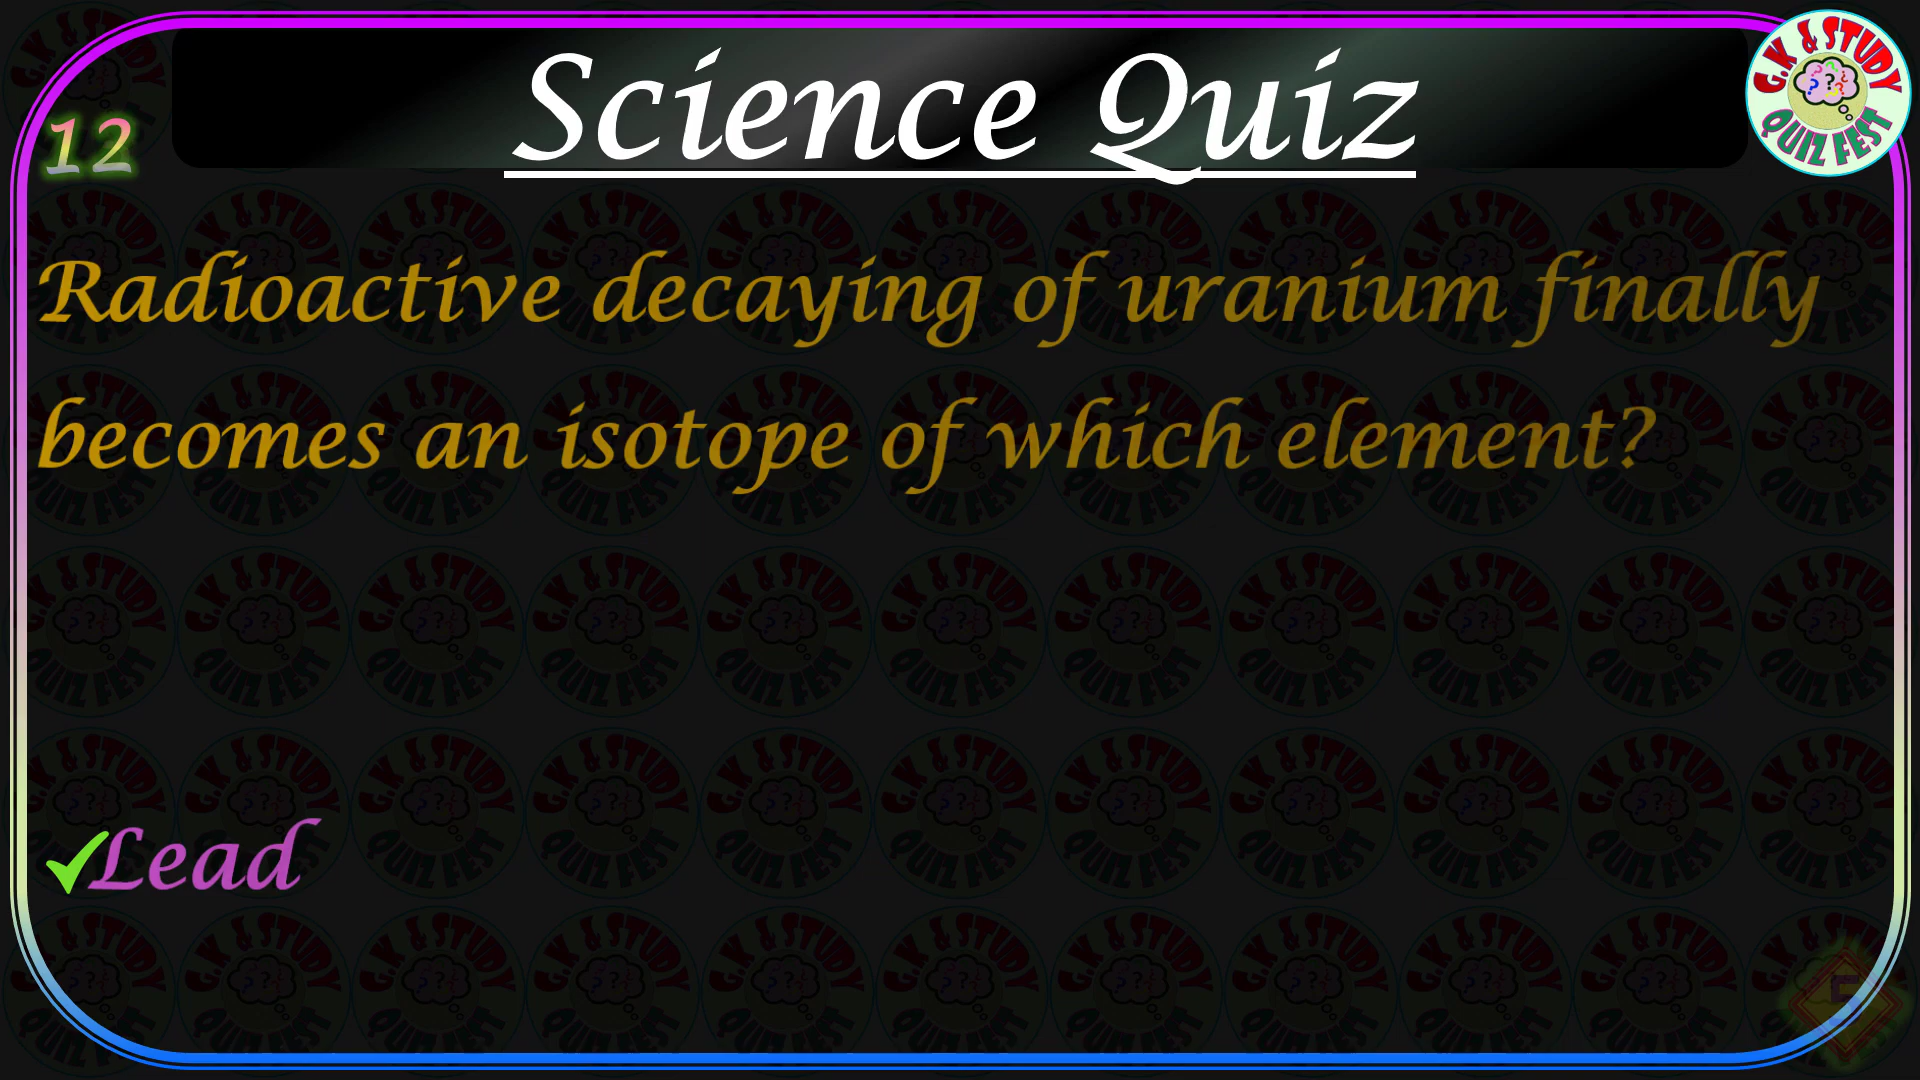 Science Quiz
G.K & STUDY
QUIZ FEST
12
Radioactive decaying of uranium finally
becomes an isotope of which element?
Lead